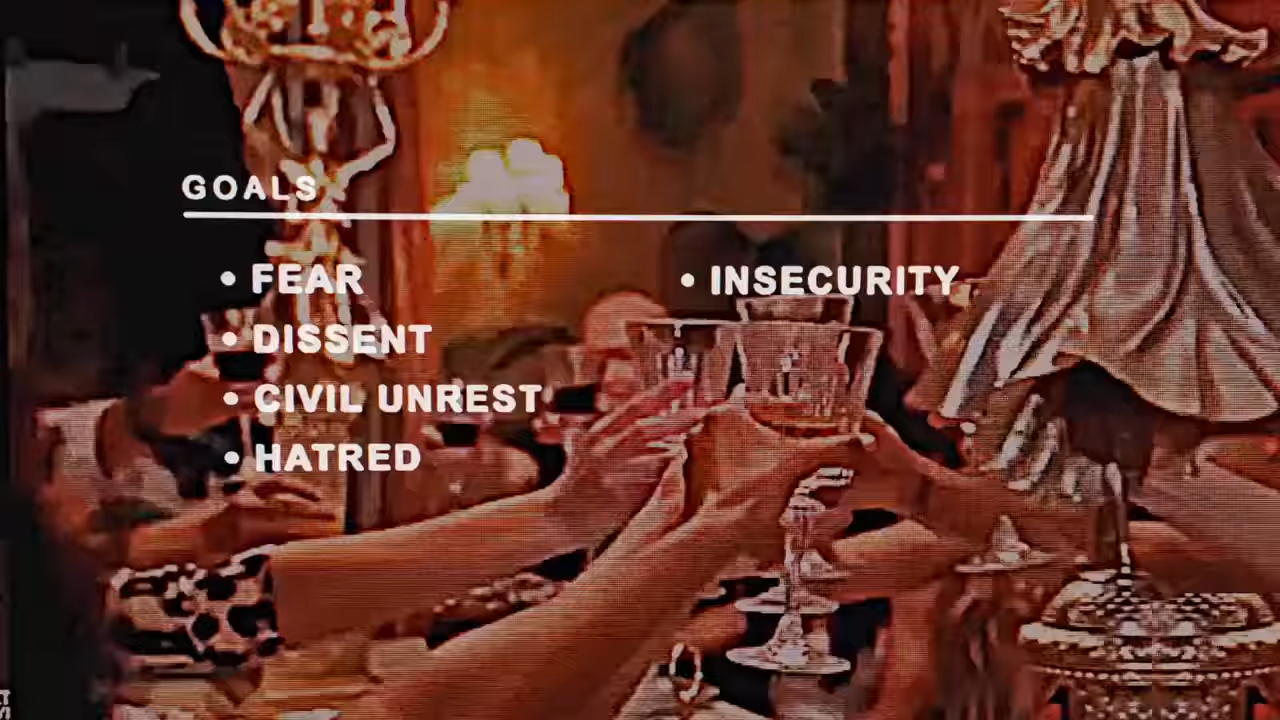 GOALS
• FEAR
• DISSENT
• CIVIL UNREST
• HATRED
• INSECURITY